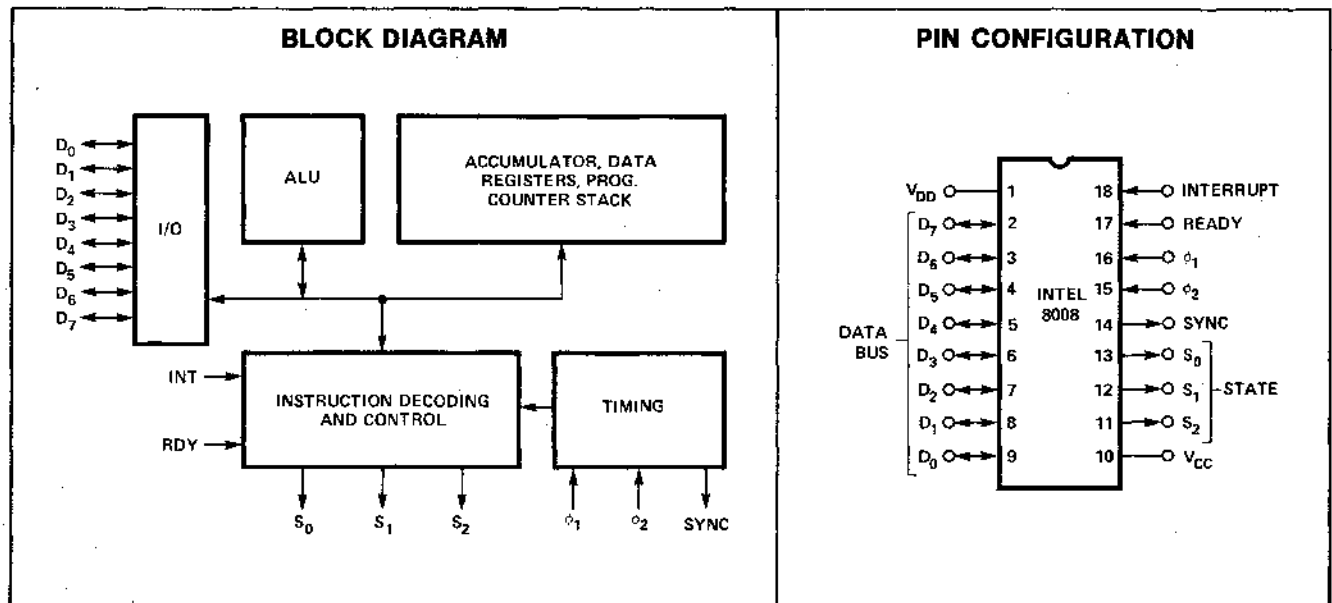 BLOCK DIAGRAM
D₀
D₁
D₂
D₃
D₄
D₅
D₆
D₇
I/O
ALU
ACCUMULATOR, DATA
REGISTERS, PROG.
COUNTER STACK
INT
RDY
INSTRUCTION DECODING
AND CONTROL
TIMING
S₀
S₁
S₂
ϕ₁
ϕ₂
SYNC
PIN CONFIGURATION
V_DD 1
D₇ 2
D₆ 3
D₅ 4
D₄ 5
D₃ 6
D₂ 7
D₁ 8
D₀ 9
DATA
BUS
INTEL
8008
18 INTERRUPT
17 READY
16 ϕ₁
15 ϕ₂
14 SYNC
13 S₀
12 S₁
11 S₂
10 V_CC
STATE